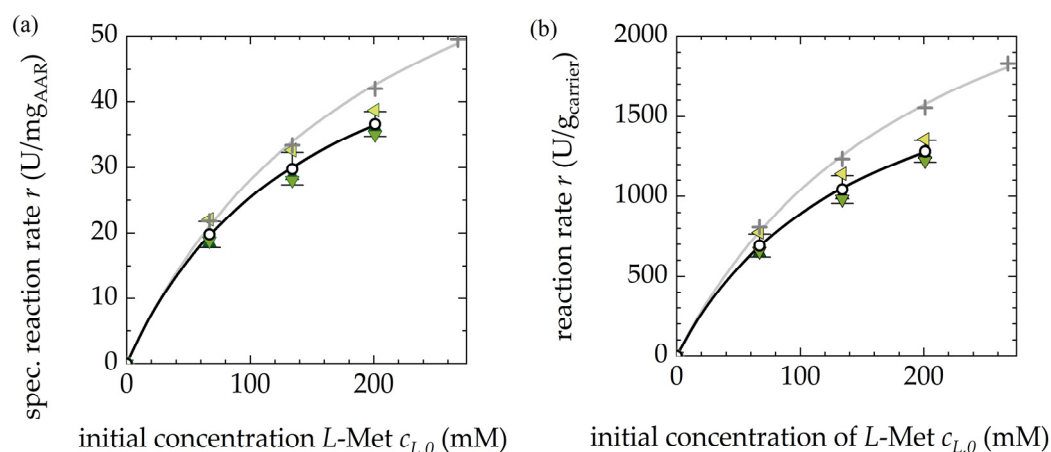 (a)
spec. reaction rate r (U/mgAAR)
50
40
30
20
10
0
0
100
200
initial concentration L-Met cL,0 (mM)
(b)
reaction rate r (U/gcarrier)
2000
1500
1000
500
0
0
100
200
initial concentration of L-Met cL,0 (mM)